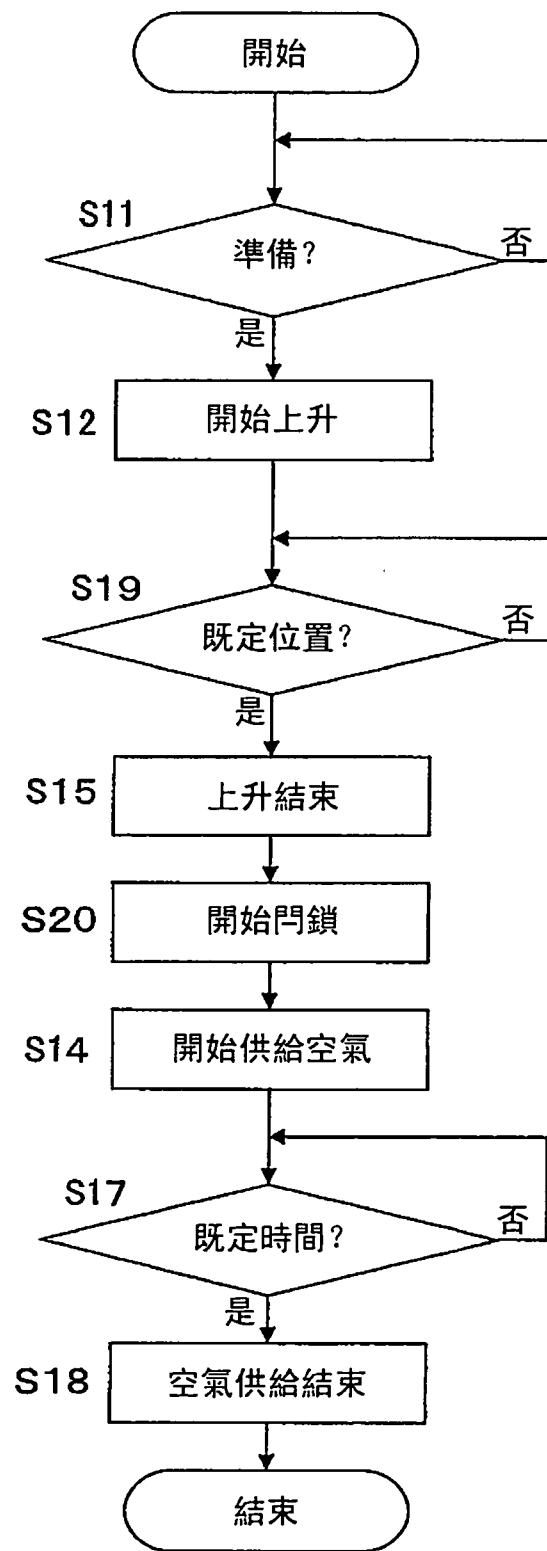 開始
S11
準備?
否
是
S12
開始上升
S19
既定位置?
否
是
S15
上升結束
S20
開始閂鎖
S14
開始供給空氣
S17
既定時間?
否
是
S18
空氣供給結束
結束